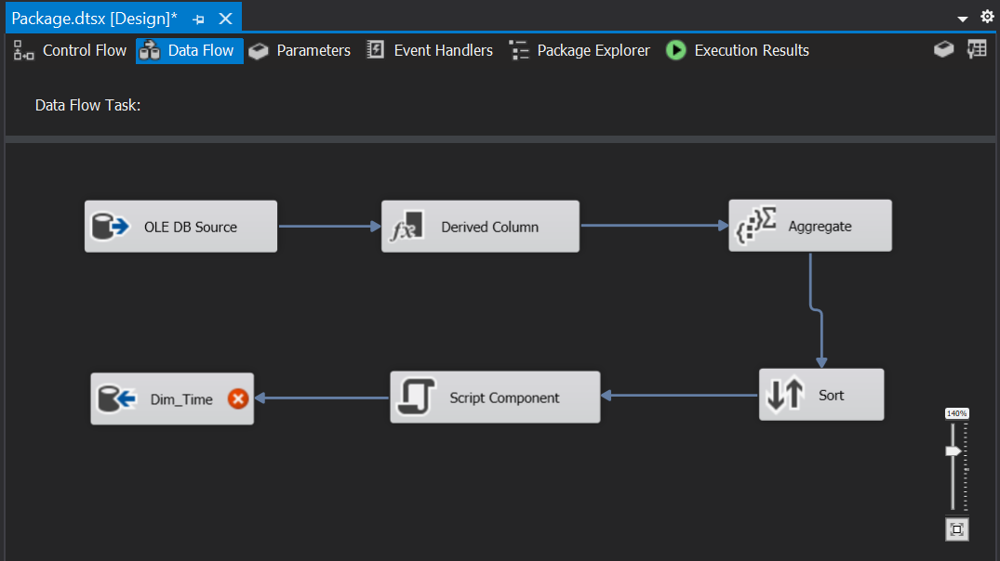 Package.dtsx [Design]*
Control Flow Data Flow Parameters Event Handlers Package Explorer Execution Results
Data Flow Task:
OLE DB Source Derived Column Aggregate
Dim_Time Script Component Sort
140%